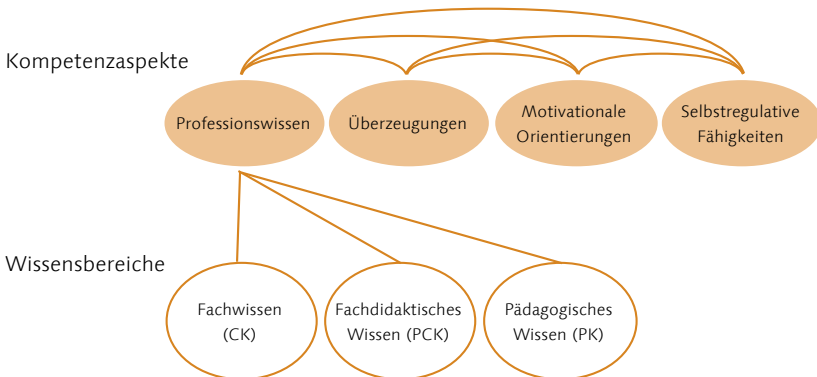 Kompetenzaspekte
Professionswissen
Überzeugungen
Motivationale
Orientierungen
Selbstregulative
Fähigkeiten
Wissensbereiche
Fachwissen
(CK)
Fachdidaktisches
Wissen (PCK)
Pädagogisches
Wissen (PK)